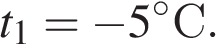 t₁ = −5°C.